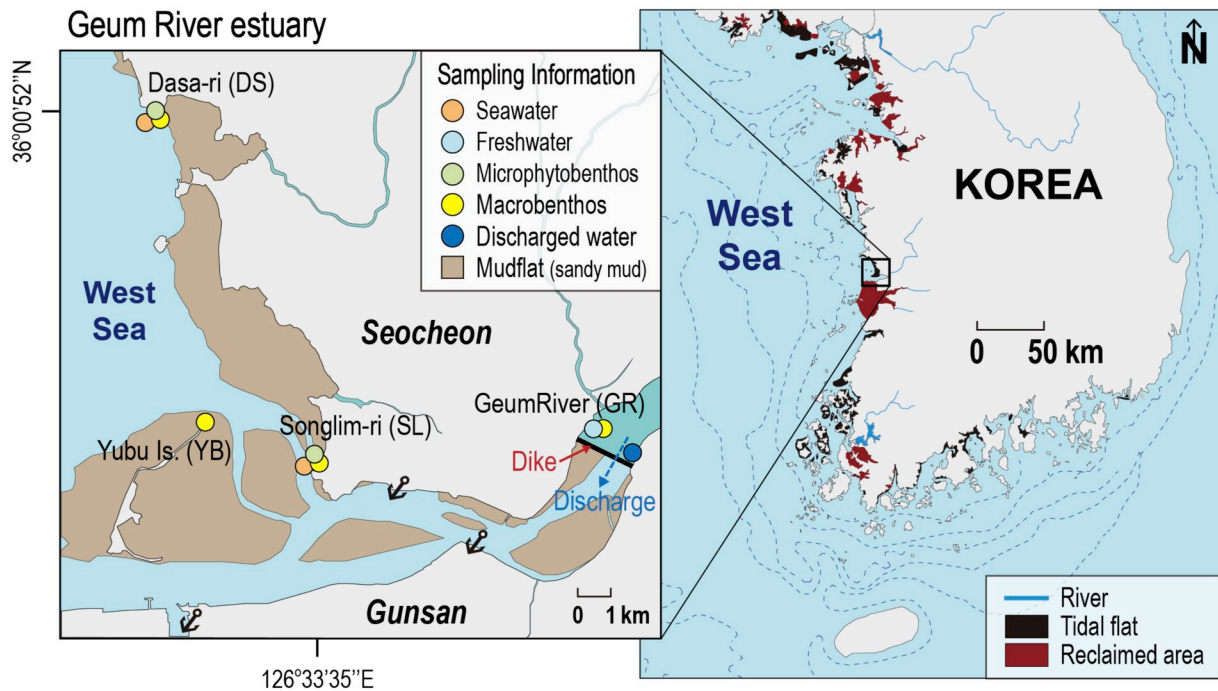 Geum River estuary
36°00'52"N
Dasa-ri (DS)
Sampling Information
Seawater
Freshwater
Microphytobenthos
Macrobenthos
Discharged water
Mudflat (sandy mud)
West
Sea
Seocheon
GeumRiver (GR)
Songlim-ri (SL)
Yubu Is. (YB)
Dike
Discharge
Gunsan
0 1 km
126°33'35"E
N
KOREA
West
Sea
0 50 km
River
Tidal flat
Reclaimed area